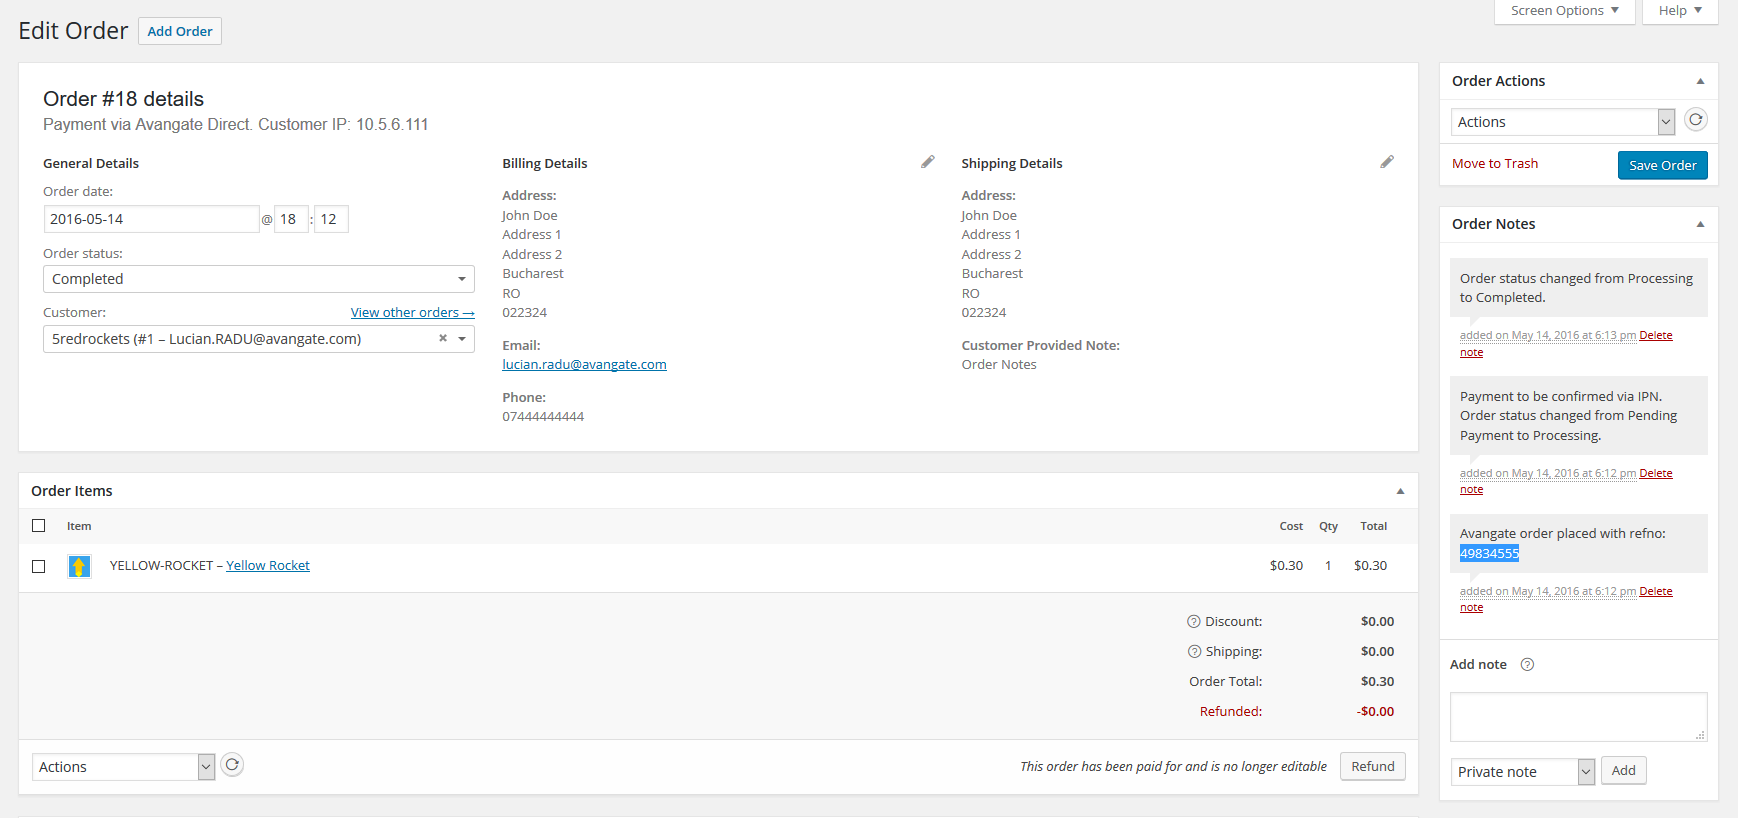 Edit Order Add Order
Screen Options Help
Order #18 details
Payment via Avangate Direct. Customer IP: 10.5.6.111
General Details
Order date:
2016-05-14 @ 18 : 12
Order status:
Completed
Customer: View other orders →
5redrockets (#1 – Lucian.RADU@avangate.com) ×
Billing Details
Address:
John Doe
Address 1
Address 2
Bucharest
RO
022324
Email:
lucian.radu@avangate.com
Phone:
07444444444
Shipping Details
Address:
John Doe
Address 1
Address 2
Bucharest
RO
022324
Customer Provided Note:
Order Notes
Order Items
Item Cost Qty Total
YELLOW-ROCKET – Yellow Rocket $0.30 1 $0.30
? Discount: $0.00
? Shipping: $0.00
Order Total: $0.30
Refunded: -$0.00
Actions
This order has been paid for and is no longer editable Refund
Order Actions
Actions
Move to Trash Save Order
Order Notes
Order status changed from Processing
to Completed.
added on May 14, 2016 at 6:13 pm Delete
note
Payment to be confirmed via IPN.
Order status changed from Pending
Payment to Processing.
added on May 14, 2016 at 6:12 pm Delete
note
Avangate order placed with refno:
49834555
added on May 14, 2016 at 6:12 pm Delete
note
Add note ?
Private note Add